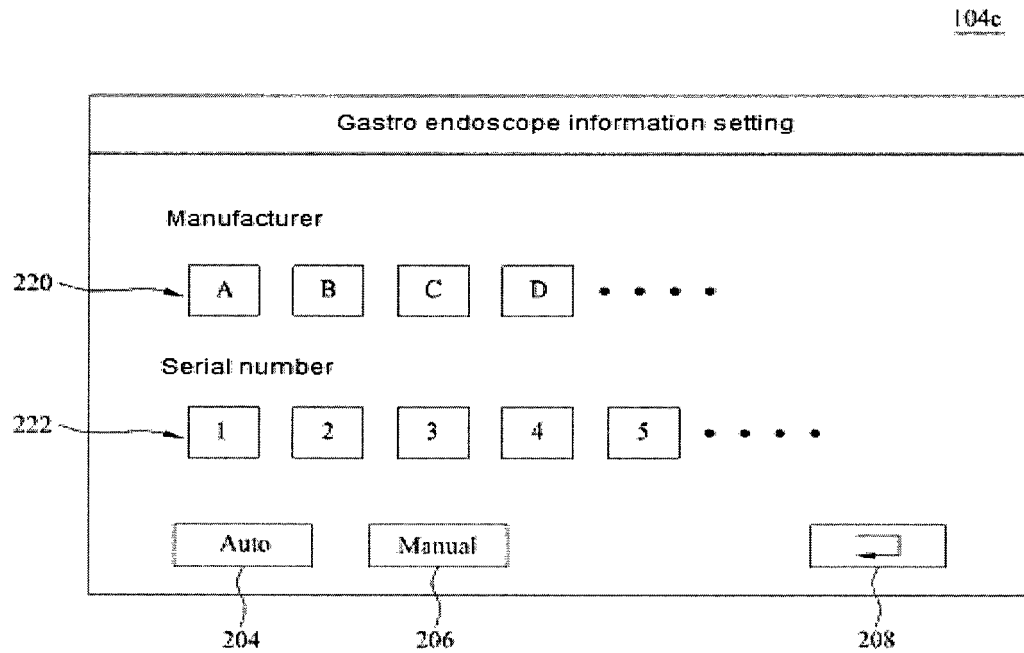 104c
Gastro endoscope information setting
Manufacturer
220 A B C D • • • •
Serial number
222 1 2 3 4 5 • • • •
Auto Manual
204 206 208